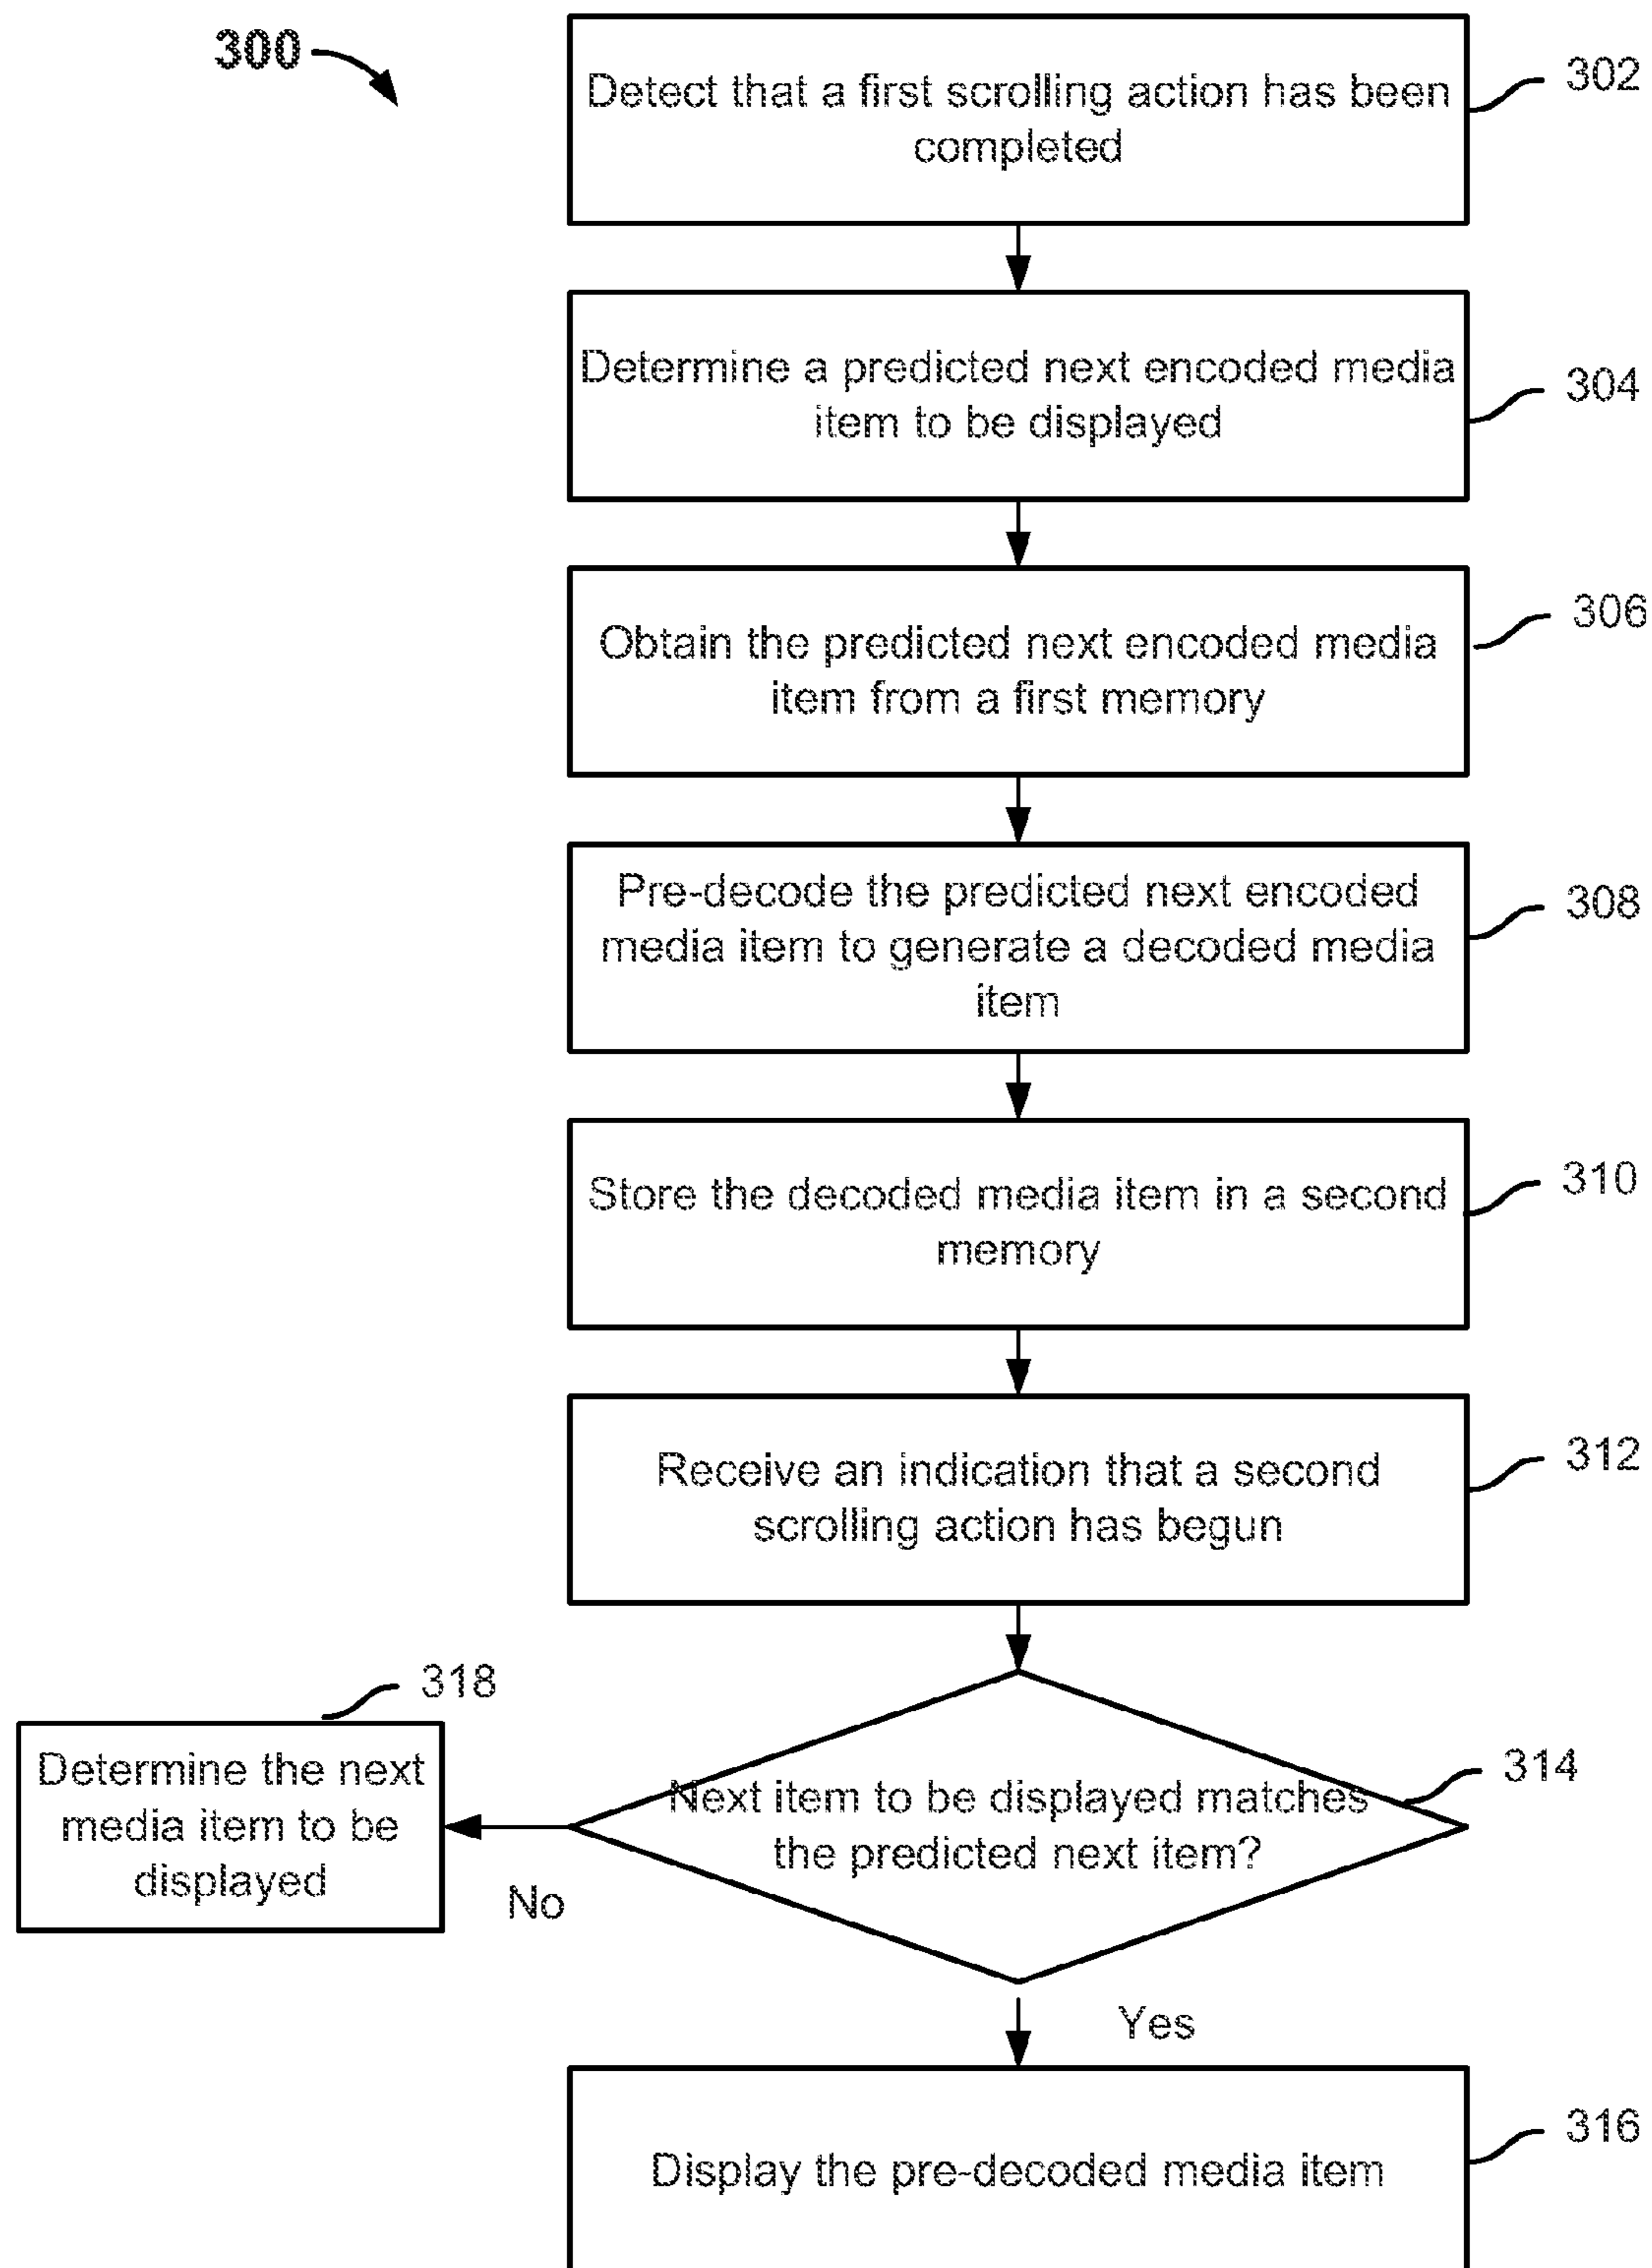 300
Detect that a first scrolling action has been
completed
302
Determine a predicted next encoded media
item to be displayed
304
Obtain the predicted next encoded media
item from a first memory
306
Pre-decode the predicted next encoded
media item to generate a decoded media
item
308
Store the decoded media item in a second
memory
310
Receive an indication that a second
scrolling action has begun
312
318
Determine the next
media item to be
displayed
Next item to be displayed matches
the predicted next item?
314
No
Yes
Display the pre-decoded media item
316